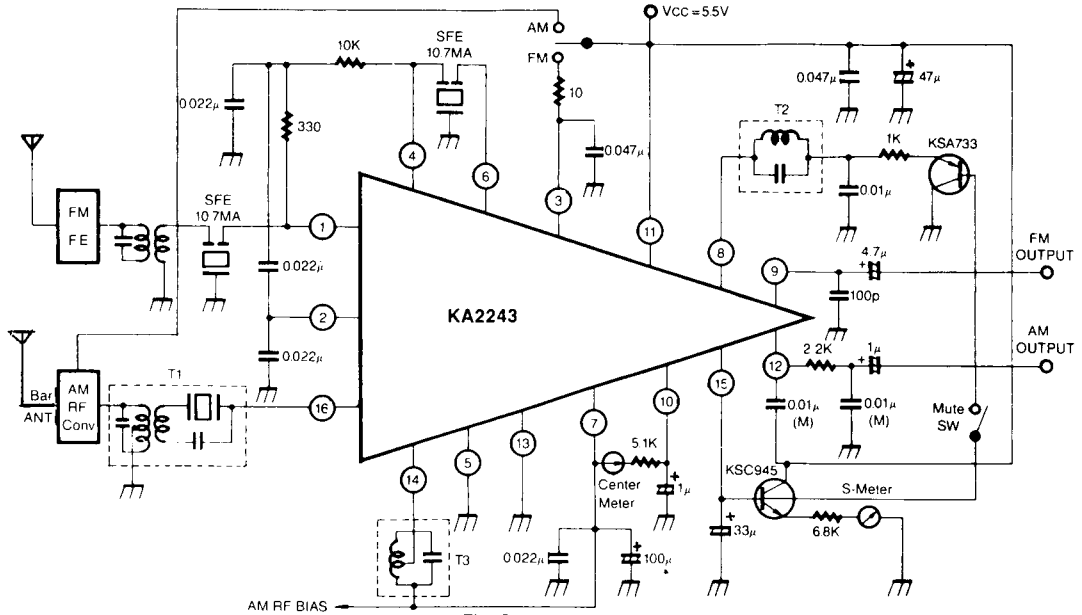 VCC = 5.5V
AM
FM
SFE
10.7MA
10K
0.022μ
330
10
0.047μ
0.047μ
47μ
T2
1K
KSA733
0.01μ
4
6
3
11
8
9
FM
FE
SFE
10.7MA
1
0.022μ
2
0.022μ
KA2243
4.7μ
FM
OUTPUT
100p
AM
OUTPUT
2 2K
1μ
12
15
10
7
13
5
14
16
Bar
ANT
AM
RF
Conv
T1
0.01μ
(M)
0.01μ
(M)
Mute
SW
5.1K
Center
Meter
1μ
KSC945
S-Meter
33μ
6.8K
T3
0.022μ
100μ
AM RF BIAS